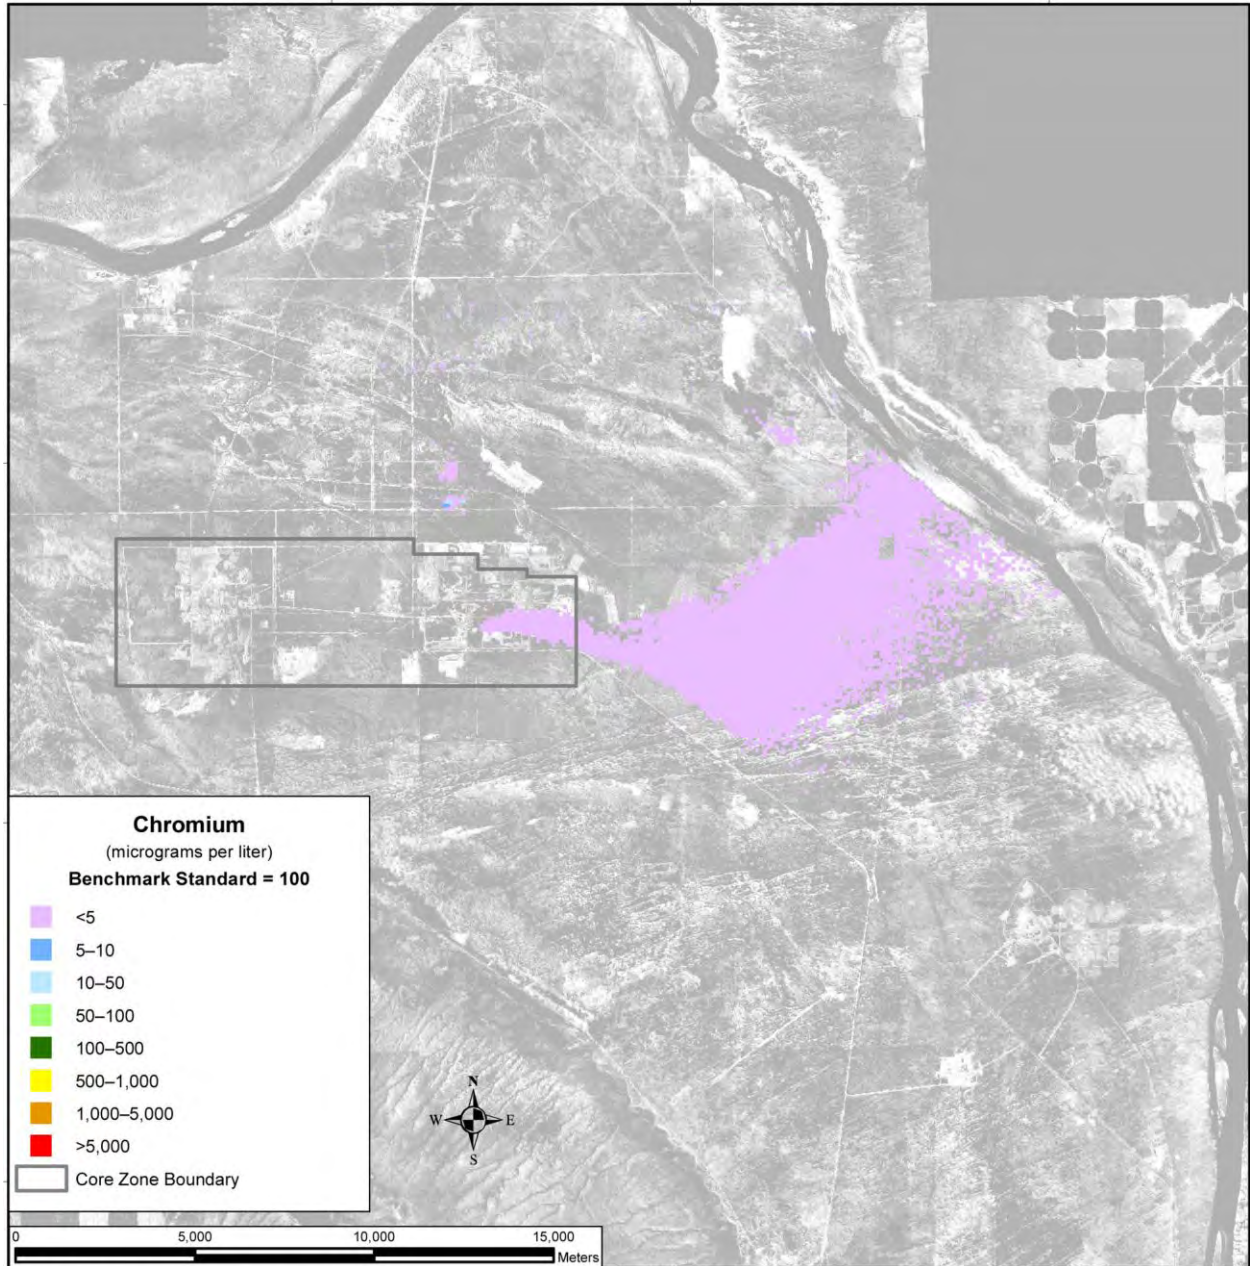 Chromium
(micrograms per liter)
Benchmark Standard = 100
<5
5–10
10–50
50–100
100–500
500–1,000
1,000–5,000
>5,000
Core Zone Boundary
N
W E
S
0 5,000 10,000 15,000
Meters